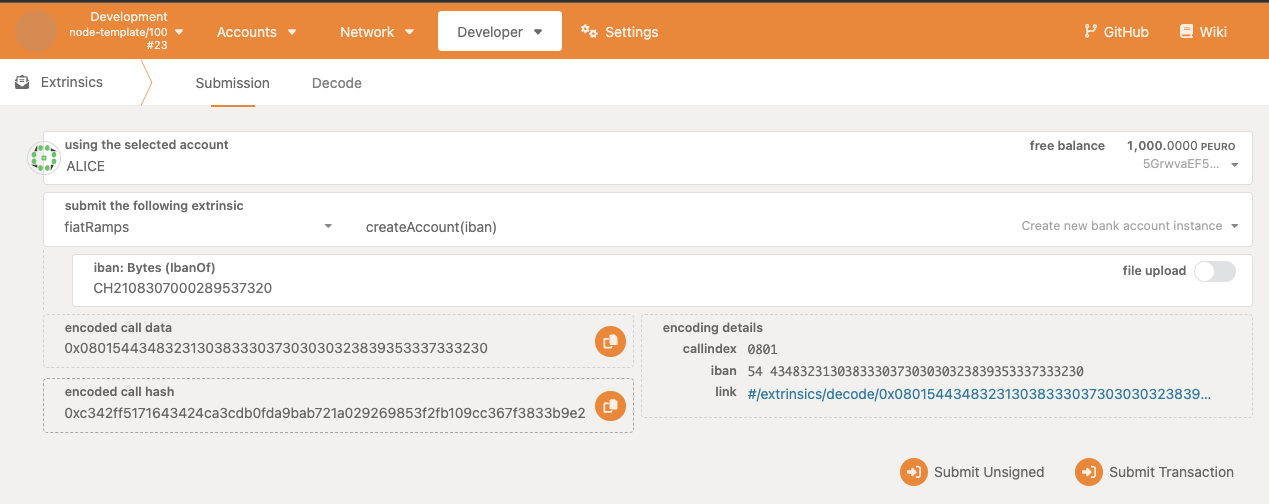 Development
node-template/100
#23
Accounts
Network
Developer
Settings
GitHub
Wiki
Extrinsics
Submission
Decode
using the selected account
ALICE
free balance 1,000.0000 PEURO
5GrwvaEF5...
submit the following extrinsic
fiatRamps
createAccount(iban)
Create new bank account instance
iban: Bytes (IbanOf)
CH2108307000289537320
file upload
encoded call data
0x080154434832313038333037303030323839353337333230
encoded call hash
0xc342ff5171643424ca3cdb0fda9bab721a029269853f2fb109cc367f3833b9e2
encoding details
callindex 0801
iban 54 434832313038333037303030323839353337333230
link #/extrinsics/decode/0x080154434832313038333037303030323839...
Submit Unsigned
Submit Transaction